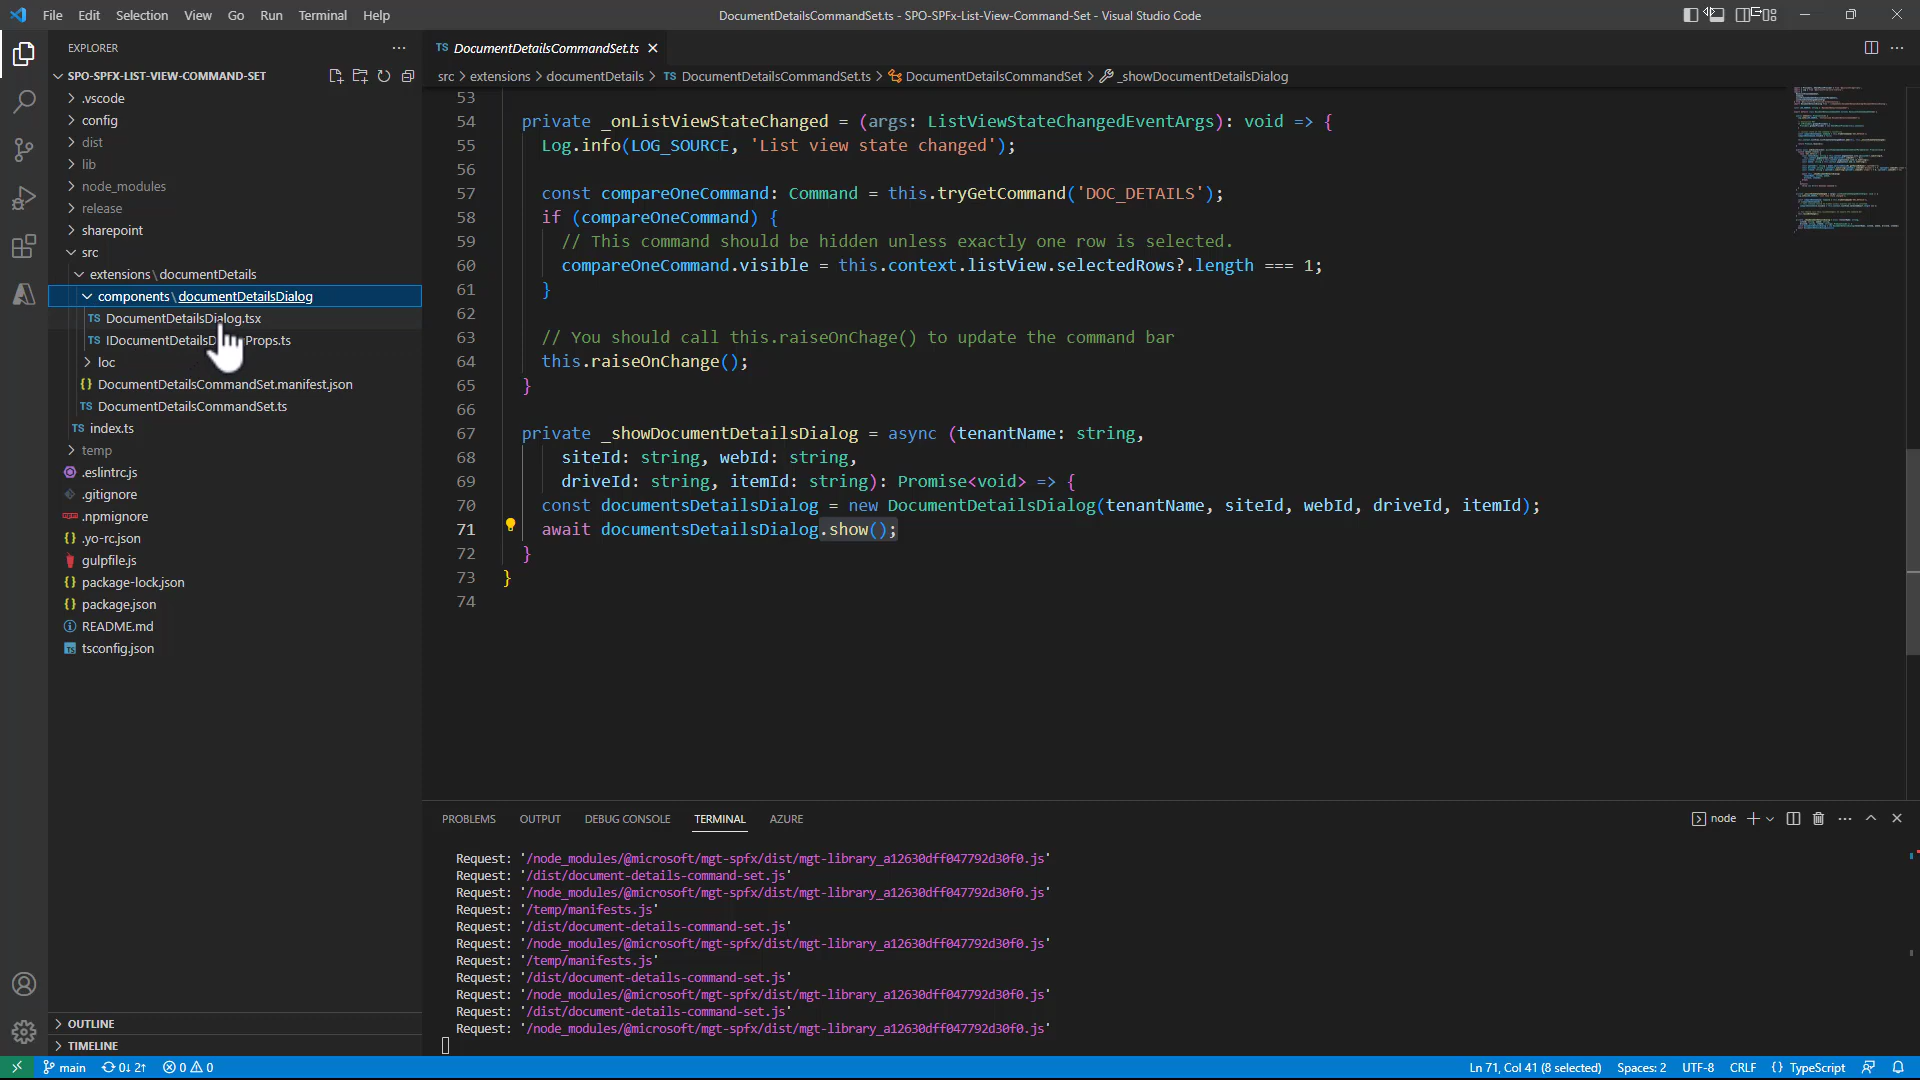 File Edit Selection View Go Run Terminal Help
DocumentDetailsCommandSet.ts - SPO-SPFx-List-View-Command-Set - Visual Studio Code
EXPLORER
SPO-SPFX-LIST-VIEW-COMMAND-SET
.vscode
config
dist
lib
node_modules
release
sharepoint
src
extensions \ documentDetails
components \ documentDetailsDialog
TS DocumentDetailsDialog.tsx
TS IDocumentDetailsD Props.ts
loc
{} DocumentDetailsCommandSet.manifest.json
TS DocumentDetailsCommandSet.ts
TS index.ts
temp
.eslintrc.js
.gitignore
npm .npmignore
{} .yo-rc.json
gulpfile.js
{} package-lock.json
{} package.json
README.md
TS tsconfig.json
OUTLINE
TIMELINE
TS DocumentDetailsCommandSet.ts
src > extensions > documentDetails > TS DocumentDetailsCommandSet.ts > DocumentDetailsCommandSet > _showDocumentDetailsDialog
53
54 private _onListViewStateChanged = (args: ListViewStateChangedEventArgs): void => {
55 Log.info(LOG_SOURCE, 'List view state changed');
56
57 const compareOneCommand: Command = this.tryGetCommand('DOC_DETAILS');
58 if (compareOneCommand) {
59 // This command should be hidden unless exactly one row is selected.
60 compareOneCommand.visible = this.context.listView.selectedRows?.length === 1;
61 }
62
63 // You should call this.raiseOnChage() to update the command bar
64 this.raiseOnChange();
65 }
66
67 private _showDocumentDetailsDialog = async (tenantName: string,
68 siteId: string, webId: string,
69 driveId: string, itemId: string): Promise<void> => {
70 const documentsDetailsDialog = new DocumentDetailsDialog(tenantName, siteId, webId, driveId, itemId);
71 await documentsDetailsDialog.show();
72 }
73 }
74
PROBLEMS OUTPUT DEBUG CONSOLE TERMINAL AZURE
node
Request: '/node_modules/@microsoft/mgt-spfx/dist/mgt-library_a12630dff047792d30f0.js'
Request: '/dist/document-details-command-set.js'
Request: '/node_modules/@microsoft/mgt-spfx/dist/mgt-library_a12630dff047792d30f0.js'
Request: '/temp/manifests.js'
Request: '/dist/document-details-command-set.js'
Request: '/node_modules/@microsoft/mgt-spfx/dist/mgt-library_a12630dff047792d30f0.js'
Request: '/temp/manifests.js'
Request: '/dist/document-details-command-set.js'
Request: '/node_modules/@microsoft/mgt-spfx/dist/mgt-library_a12630dff047792d30f0.js'
Request: '/dist/document-details-command-set.js'
Request: '/node_modules/@microsoft/mgt-spfx/dist/mgt-library_a12630dff047792d30f0.js'
main 0↓ 2↑ 0 0 Ln 71, Col 41 (8 selected) Spaces: 2 UTF-8 CRLF {} TypeScript